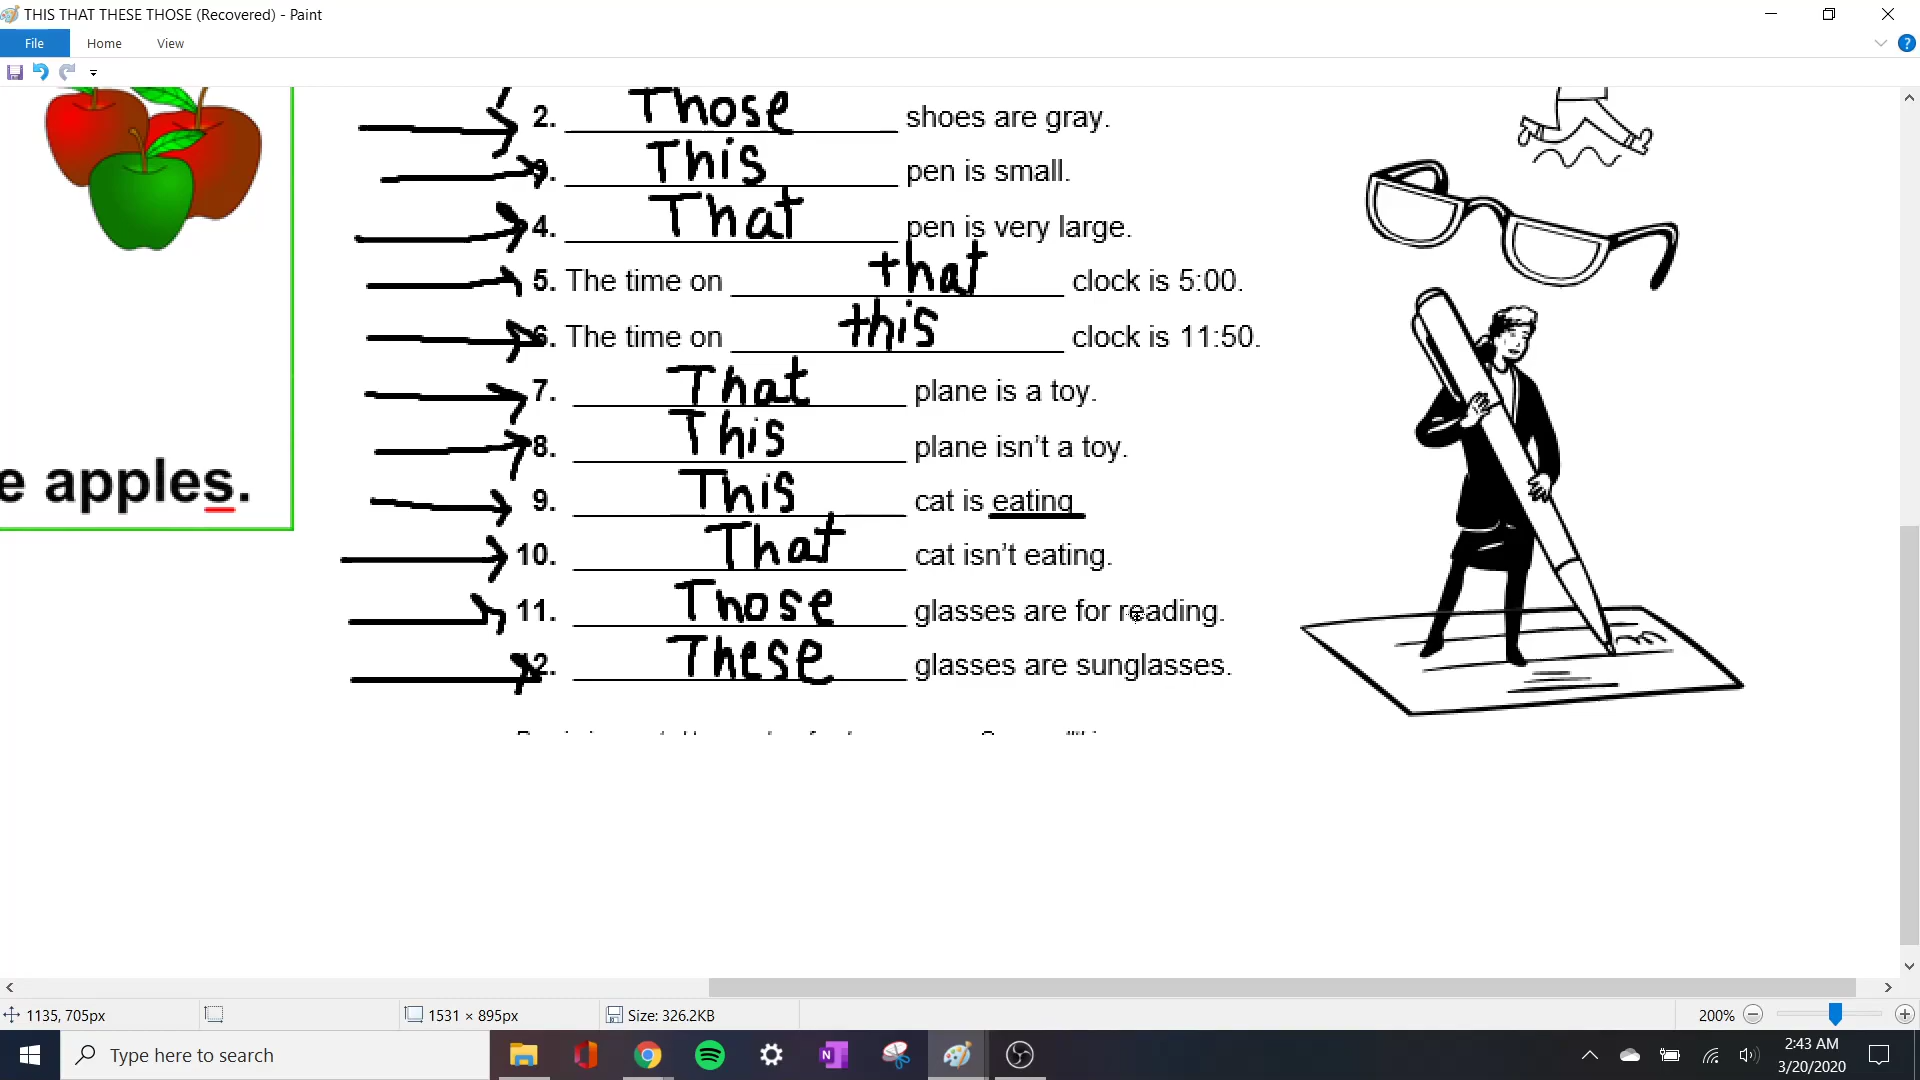 THIS THAT THESE THOSE (Recovered) - Paint
File Home View
2. Those shoes are gray.
This pen is small.
4. That pen is very large.
5. The time on that clock is 5:00.
6. The time on this clock is 11:50.
7. That plane is a toy.
8. This plane isn't a toy.
9. This cat is eating
10. That cat isn't eating.
11. Those glasses are for reading.
12. These glasses are sunglasses.
e apples.
1135, 705px 1531 × 895px Size: 326.2KB 200%
Type here to search
2:43 AM
3/20/2020